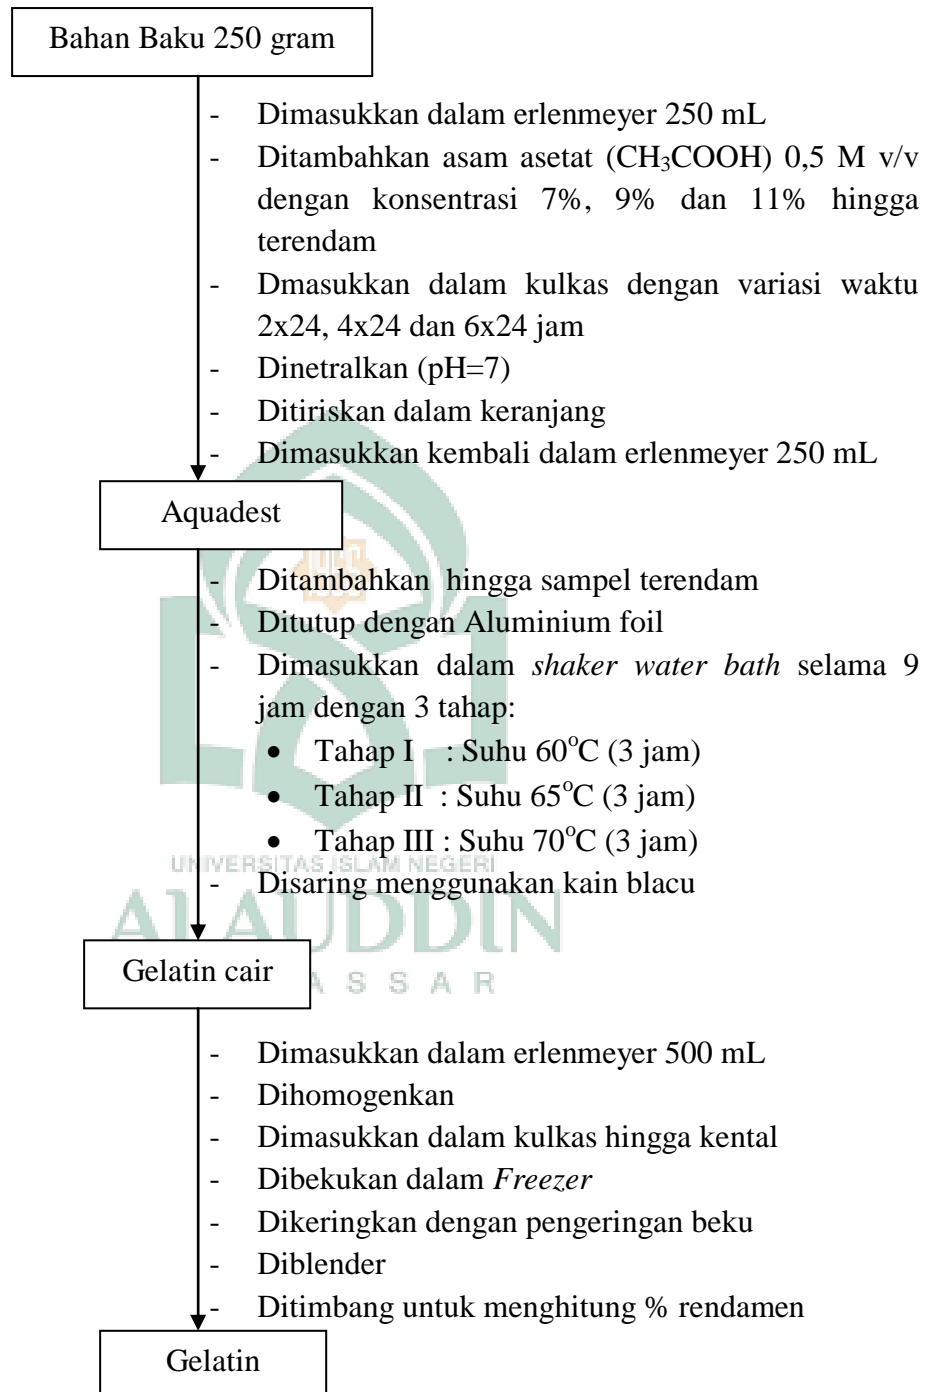 Bahan Baku 250 gram
- Dimasukkan dalam erlenmeyer 250 mL
- Ditambahkan asam asetat (CH₃COOH) 0,5 M v/v
dengan konsentrasi 7%, 9% dan 11% hingga
terendam
- Dmasukkan dalam kulkas dengan variasi waktu
2x24, 4x24 dan 6x24 jam
- Dinetralkan (pH=7)
- Ditiriskan dalam keranjang
- Dimasukkan kembali dalam erlenmeyer 250 mL
Aquadest
- Ditambahkan hingga sampel terendam
- Ditutup dengan Aluminium foil
- Dimasukkan dalam shaker water bath selama 9
jam dengan 3 tahap:
• Tahap I : Suhu 60°C (3 jam)
• Tahap II : Suhu 65°C (3 jam)
• Tahap III : Suhu 70°C (3 jam)
UNIVERSITAS ISLAM NEGERI
- Disaring menggunakan kain blacu
ALAUDDIN
Gelatin cair
ASSAR
- Dimasukkan dalam erlenmeyer 500 mL
- Dihomogenkan
- Dimasukkan dalam kulkas hingga kental
- Dibekukan dalam Freezer
- Dikeringkan dengan pengeringan beku
- Diblender
- Ditimbang untuk menghitung % rendamen
Gelatin